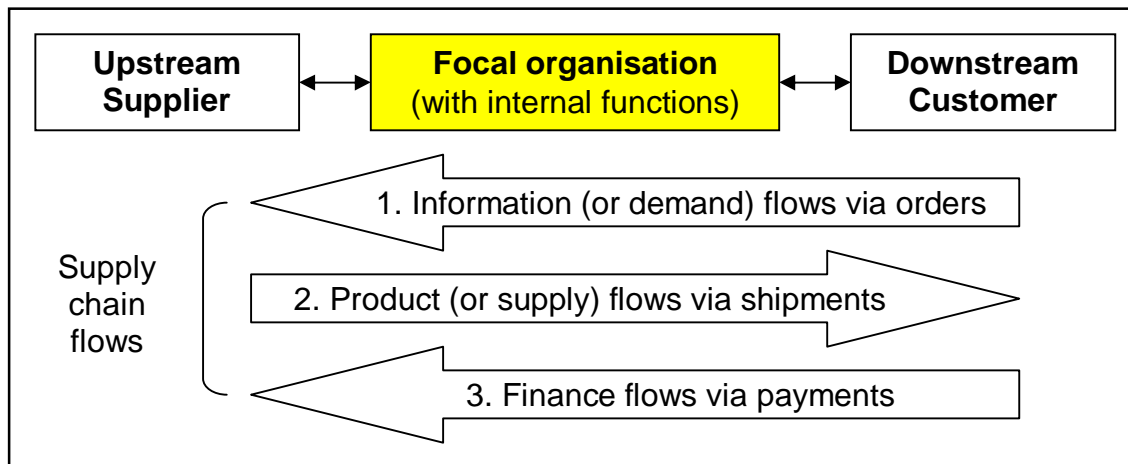 Upstream
Supplier
Focal organisation
(with internal functions)
Downstream
Customer
1. Information (or demand) flows via orders
Supply
chain
flows
2. Product (or supply) flows via shipments
3. Finance flows via payments